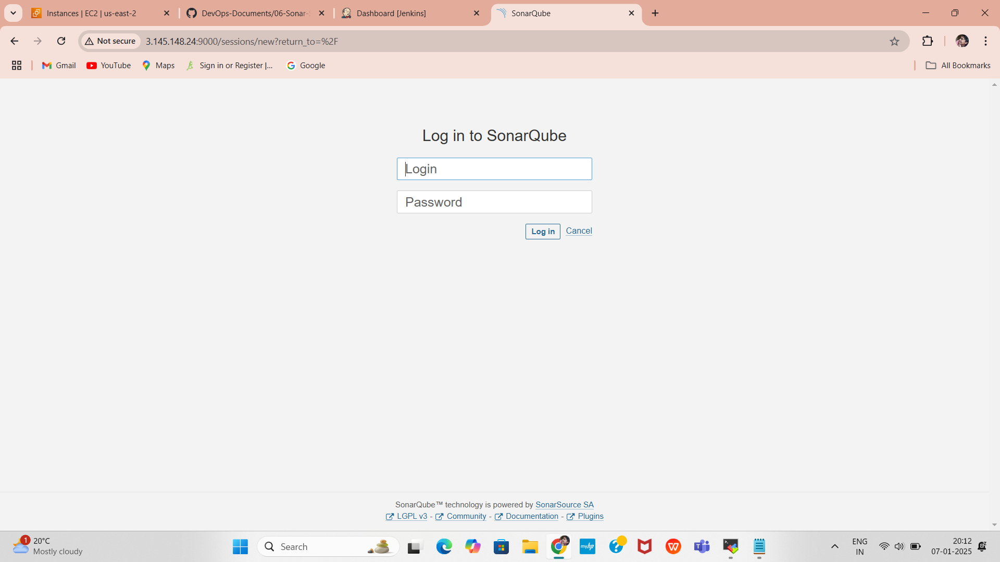 Instances | EC2 | us-east-2
DevOps-Documents/06-Sonar-
Dashboard [Jenkins]
SonarQube
Not secure
3.145.148.24:9000/sessions/new?return_to=%2F
Gmail
YouTube
Maps
Sign in or Register |...
Google
All Bookmarks
Log in to SonarQube
Login
Password
Log in
Cancel
SonarQube™ technology is powered by SonarSource SA
LGPL v3 - Community - Documentation - Plugins
1
20°C
Mostly cloudy
Search
myhp
ENG
IN
20:12
07-01-2025